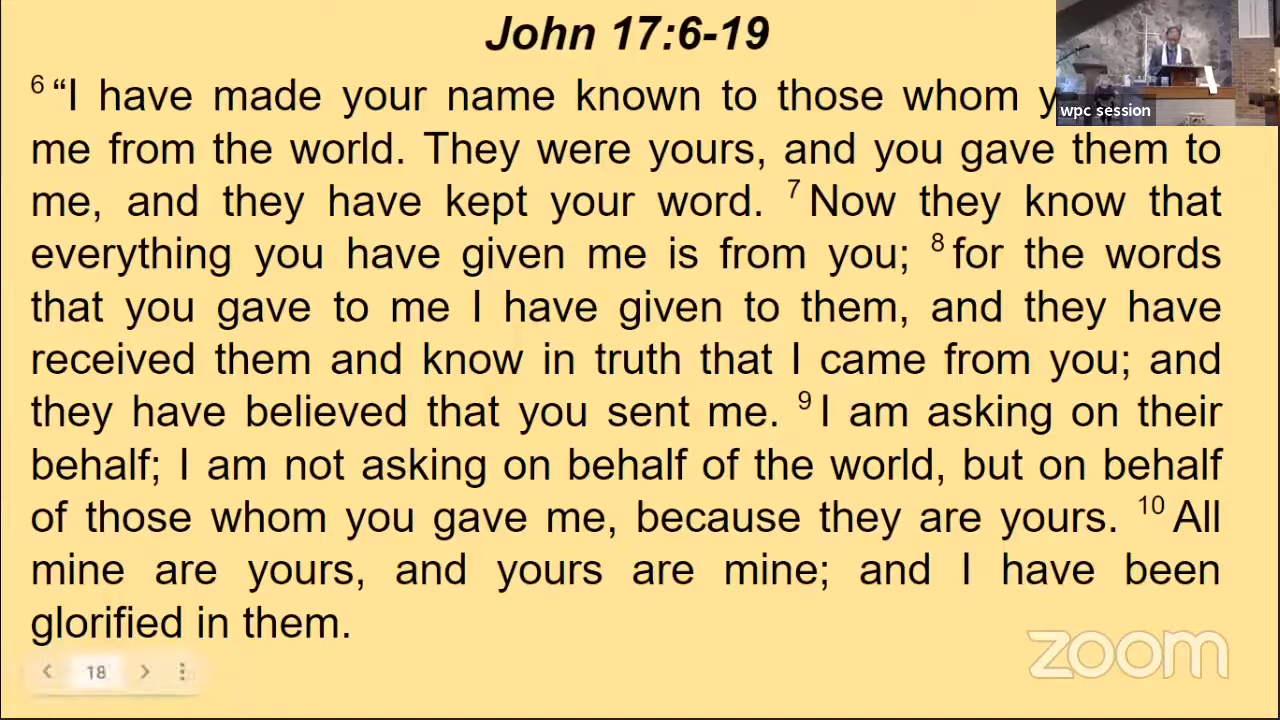 John 17:6-19
6 “I have made your name known to those whom
me from the world. They were yours, and you gave them to
me, and they have kept your word. 7 Now they know that
everything you have given me is from you; 8 for the words
that you gave to me I have given to them, and they have
received them and know in truth that I came from you; and
they have believed that you sent me. 9 I am asking on their
behalf; I am not asking on behalf of the world, but on behalf
of those whom you gave me, because they are yours. 10 All
mine are yours, and yours are mine; and I have been
glorified in them.
wpc session
18
zoom